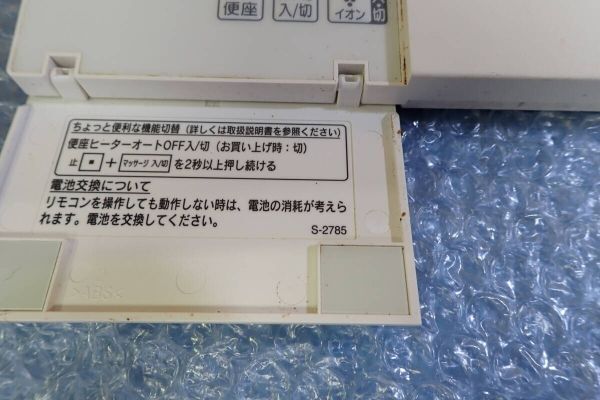 便座
入/切
イオン
切
ちょっと便利な機能切替（詳しくは取扱説明書を参照ください）
便座ヒーターオートOFF入/切（お買い上げ時：切）
止 ■ + マッサージ 入/切 を2秒以上押し続ける
電池交換について
リモコンを操作しても動作しない時は、電池の消耗が考えら
れます。電池を交換してください。
S-2785
>ABS<